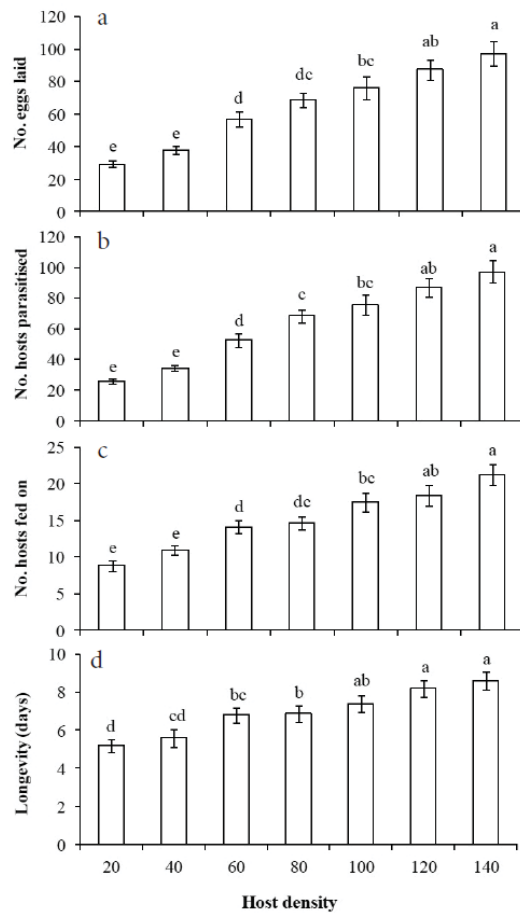 a
No. eggs laid
120
100
80
60
40
20
0
e
e
d
dc
bc
ab
a
b
No. hosts parasitised
120
100
80
60
40
20
0
e
e
d
c
bc
ab
a
c
No. hosts fed on
25
20
15
10
5
0
e
e
d
dc
bc
ab
a
d
Longevity (days)
10
8
6
4
2
0
d
cd
bc
b
ab
a
a
20 40 60 80 100 120 140
Host density